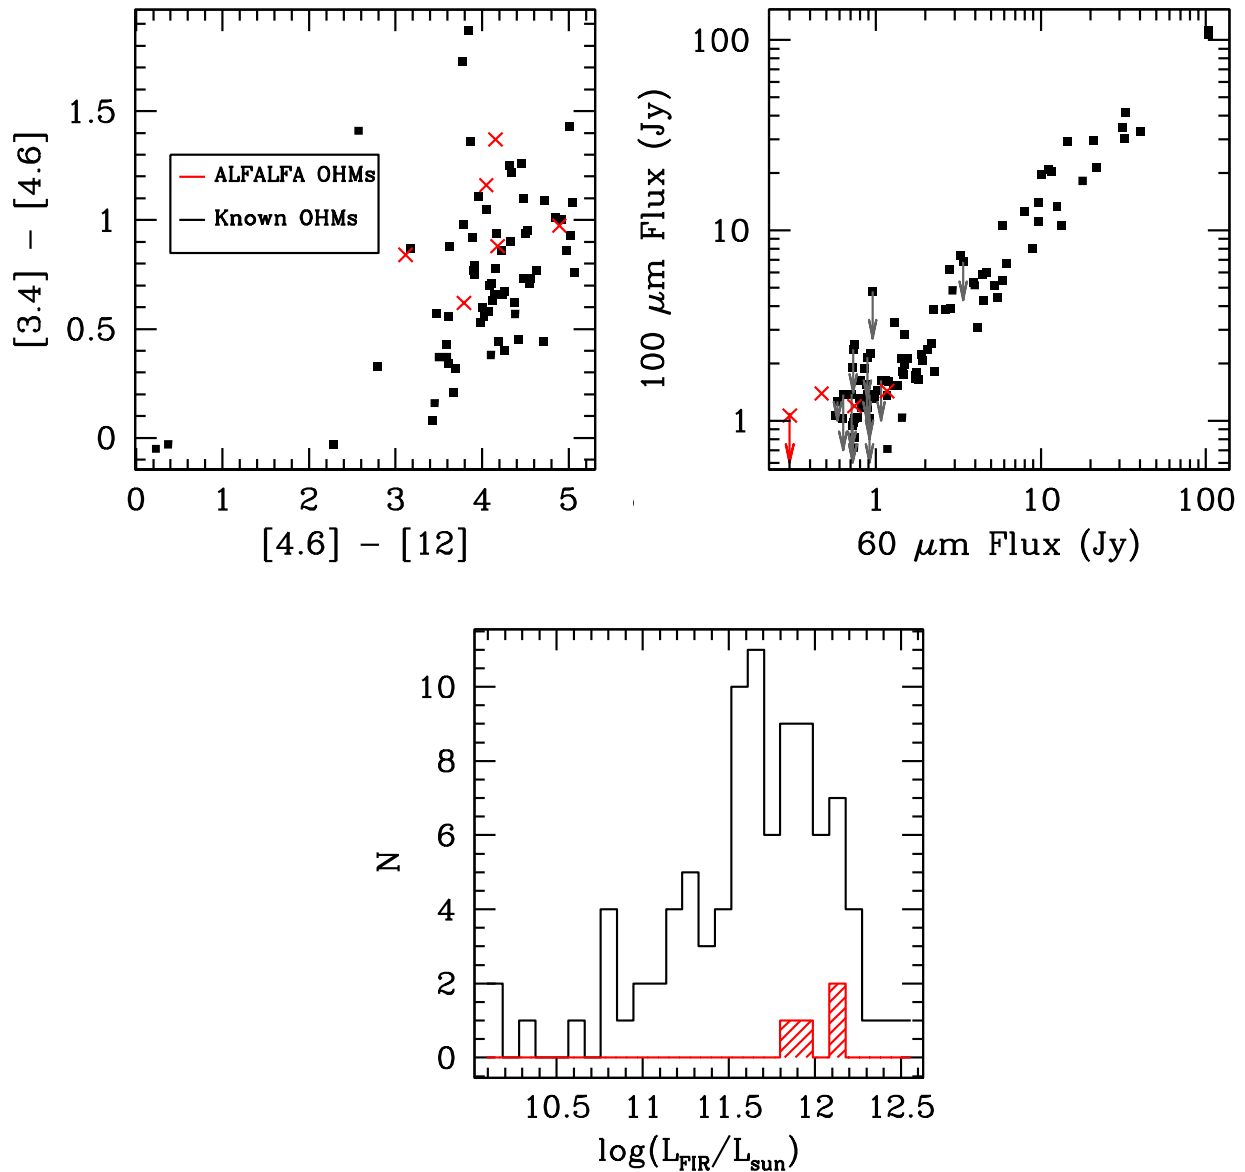 1.5
1
0.5
0
[3.4] − [4.6]
ALFALFA OHMs
Known OHMs
0 1 2 3 4 5
[4.6] − [12]
100
10
1
100 μm Flux (Jy)
1 10 100
60 μm Flux (Jy)
10
8
6
4
2
0
N
10.5 11 11.5 12 12.5
log(L_FIR/L_sun)